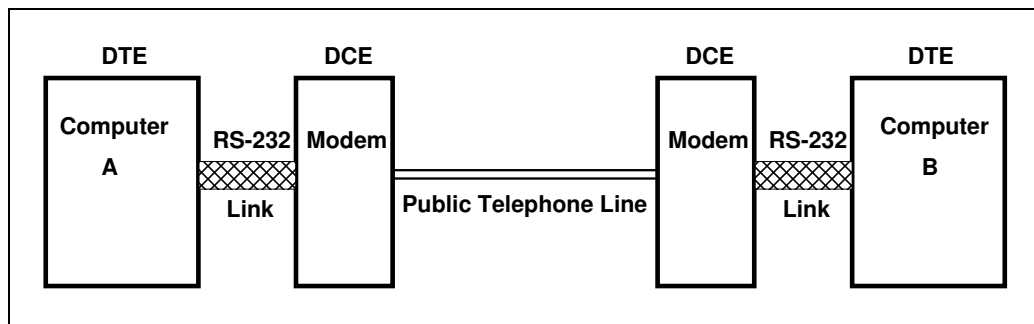 DTE DCE DCE DTE
Computer A
RS-232 Link
Modem
Public Telephone Line
Modem
RS-232 Link
Computer B